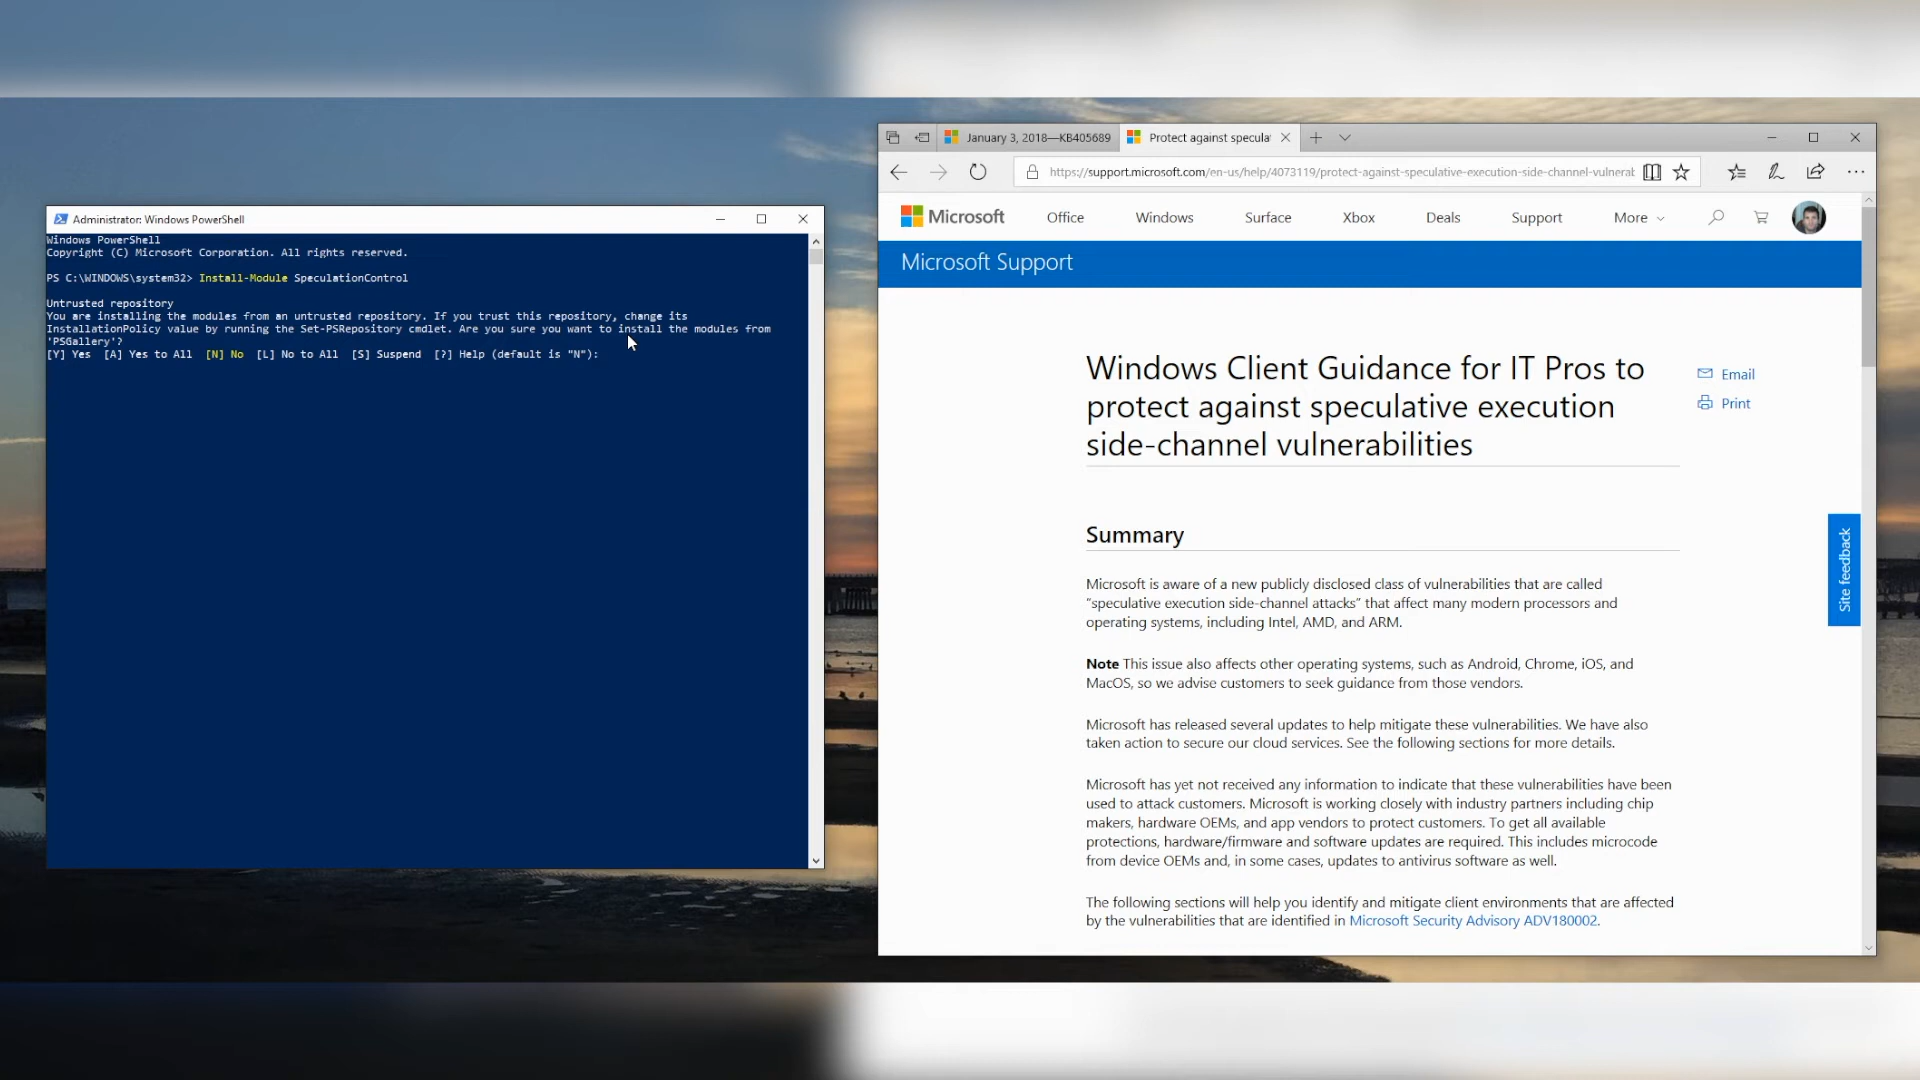 Administrator: Windows PowerShell
Windows PowerShell
Copyright (C) Microsoft Corporation. All rights reserved.
PS C:\WINDOWS\system32> Install-Module SpeculationControl
Untrusted repository
You are installing the modules from an untrusted repository. If you trust this repository, change its
InstallationPolicy value by running the Set-PSRepository cmdlet. Are you sure you want to install the modules from
'PSGallery'?
[Y] Yes [A] Yes to All [N] No [L] No to All [S] Suspend [?] Help (default is "N"):
January 3, 2018—KB405689
Protect against specula
https://support.microsoft.com/en-us/help/4073119/protect-against-speculative-execution-side-channel-vulnerat
Microsoft
Office
Windows
Surface
Xbox
Deals
Support
More
Microsoft Support
Windows Client Guidance for IT Pros to
protect against speculative execution
side-channel vulnerabilities
Email
Print
Summary
Microsoft is aware of a new publicly disclosed class of vulnerabilities that are called
“speculative execution side-channel attacks” that affect many modern processors and
operating systems, including Intel, AMD, and ARM.
Note This issue also affects other operating systems, such as Android, Chrome, iOS, and
MacOS, so we advise customers to seek guidance from those vendors.
Microsoft has released several updates to help mitigate these vulnerabilities. We have also
taken action to secure our cloud services. See the following sections for more details.
Microsoft has yet not received any information to indicate that these vulnerabilities have been
used to attack customers. Microsoft is working closely with industry partners including chip
makers, hardware OEMs, and app vendors to protect customers. To get all available
protections, hardware/firmware and software updates are required. This includes microcode
from device OEMs and, in some cases, updates to antivirus software as well.
The following sections will help you identify and mitigate client environments that are affected
by the vulnerabilities that are identified in Microsoft Security Advisory ADV180002.
Site feedback